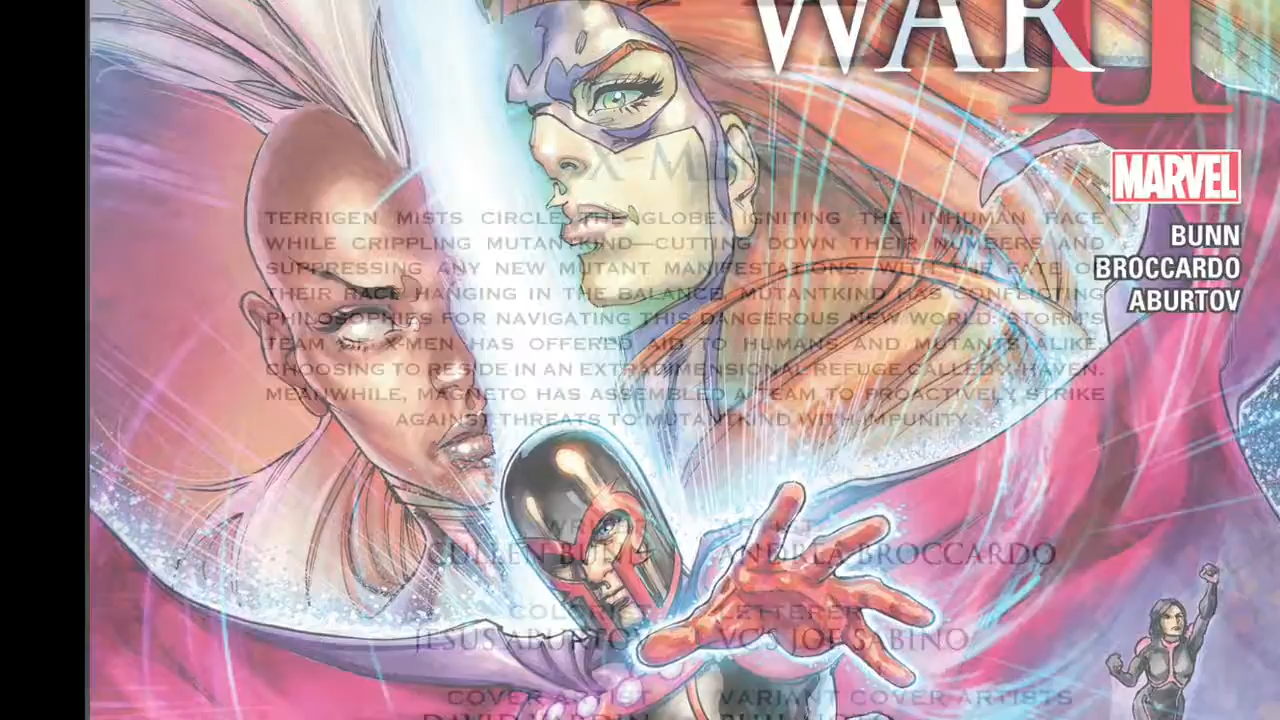 WAR II
MARVEL
BUNN
BROCCARDO
ABURTOV
X-MEN
TERRIGEN MISTS CIRCLE THE GLOBE, IGNITING THE INHUMAN RACE
WHILE CRIPPLING MUTANTKIND—CUTTING DOWN THEIR NUMBERS AND
SUPPRESSING ANY NEW MUTANT MANIFESTATIONS. WITH THE FATE OF
THEIR RACE HANGING IN THE BALANCE, MUTANTKIND HAS CONFLICTING
PHILOSOPHIES FOR NAVIGATING THIS DANGEROUS NEW WORLD: STORM'S
TEAM OF X-MEN HAS OFFERED AID TO HUMANS AND MUTANTS ALIKE,
CHOOSING TO RESIDE IN AN EXTRADIMENSIONAL REFUGE CALLED X-HAVEN.
MEANWHILE, MAGNETO HAS ASSEMBLED A TEAM TO PROACTIVELY STRIKE
AGAINST THREATS TO MUTANTKIND WITH IMPUNITY.
WRITER ARTIST
CULLEN BUNN ANDREA BROCCARDO
COLORIST LETTERER
JESUS ABURTOV VC'S JOE SABINO
COVER ARTIST VARIANT COVER ARTISTS